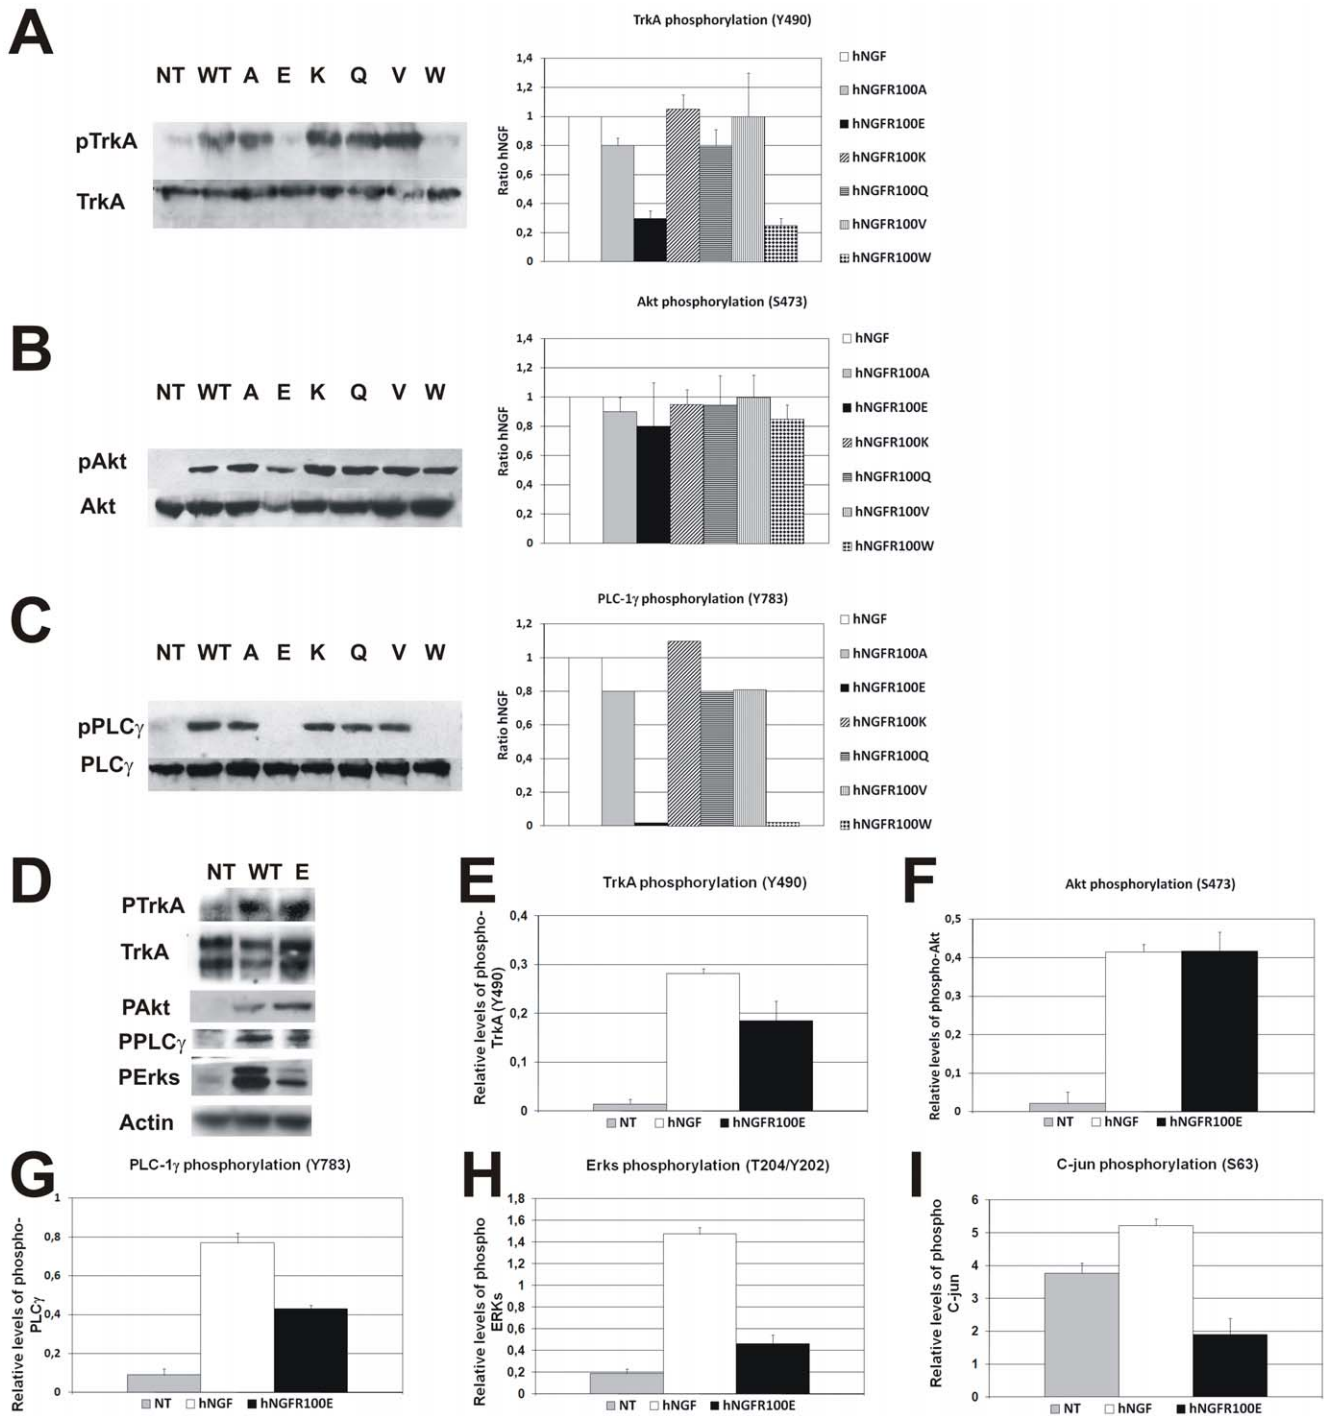 A
TrkA phosphorylation (Y490)
NT WT A E K Q V W
pTrkA
TrkA
Ratio hNGF
1,4
1,2
1
0,8
0,6
0,4
0,2
0
hNGF
hNGFR100A
hNGFR100E
hNGFR100K
hNGFR100Q
hNGFR100V
hNGFR100W
B
Akt phosphorylation (S473)
NT WT A E K Q V W
pAkt
Akt
Ratio hNGF
1,4
1,2
1
0,8
0,6
0,4
0,2
0
hNGF
hNGFR100A
hNGFR100E
hNGFR100K
hNGFR100Q
hNGFR100V
hNGFR100W
C
PLC-1γ phosphorylation (Y783)
NT WT A E K Q V W
pPLCγ
PLCγ
Ratio hNGF
1,2
1
0,8
0,6
0,4
0,2
0
hNGF
hNGFR100A
hNGFR100E
hNGFR100K
hNGFR100Q
hNGFR100V
hNGFR100W
D
NT WT E
PTrkA
TrkA
PAkt
PPLCγ
PErks
Actin
E
TrkA phosphorylation (Y490)
Relative levels of phospho-
TrkA (Y490)
0,4
0,3
0,2
0,1
0
NT hNGF hNGFR100E
F
Akt phosphorylation (S473)
Relative levels of phospho-Akt
0,5
0,4
0,3
0,2
0,1
0
NT hNGF hNGFR100E
G
PLC-1γ phosphorylation (Y783)
Relative levels of phospho-
PLCγ
1
0,8
0,6
0,4
0,2
0
NT hNGF hNGFR100E
H
Erks phosphorylation (T204/Y202)
Relative levels of phospho
ERKs
1,8
1,6
1,4
1,2
1
0,8
0,6
0,4
0,2
0
NT hNGF hNGFR100E
I
C-jun phosphorylation (S63)
Relative levels of phospho
C-jun
6
5
4
3
2
1
0
NT hNGF hNGFR100E